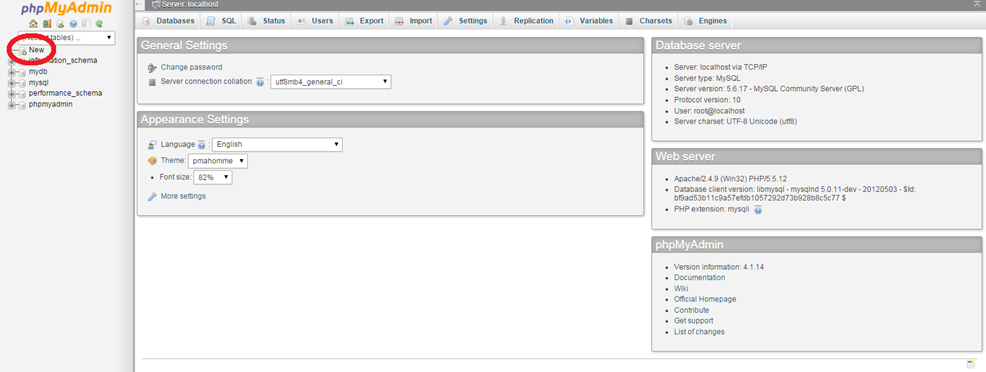 phpMyAdmin
tables) ...
New
information_schema
mydb
mysql
performance_schema
phpmyadmin
Server: localhost
Databases SQL Status Users Export Import Settings Replication Variables Charsets Engines
General Settings
Change password
Server connection collation : utf8mb4_general_ci
Appearance Settings
Language : English
Theme: pmahomme
Font size: 82%
More settings
Database server
Server: localhost via TCP/IP
Server type: MySQL
Server version: 5.6.17 - MySQL Community Server (GPL)
Protocol version: 10
User: root@localhost
Server charset: UTF-8 Unicode (utf8)
Web server
Apache/2.4.9 (Win32) PHP/5.5.12
Database client version: libmysql - mysqlnd 5.0.11-dev - 20120503 - $Id:
bf9ad53b11c9a57efdb1057292d73b928b8c5c77 $
PHP extension: mysqli
phpMyAdmin
Version information: 4.1.14
Documentation
Wiki
Official Homepage
Contribute
Get support
List of changes